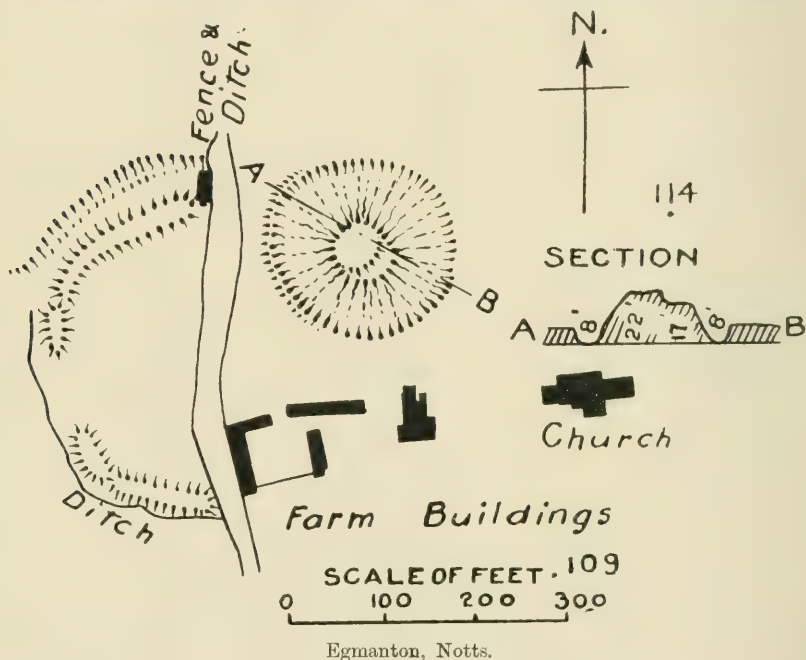 N.
Fence &
Ditch.
A
114
SECTION
B
A 8 22 17 8 B
Church
Ditch
Farm Buildings
SCALE OF FEET. 109
0 100 200 300
Egmanton, Notts.